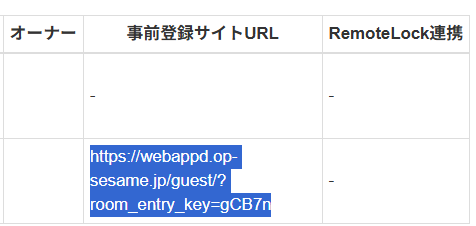 オーナー 事前登録サイトURL RemoteLock連携
- -
https://webappd.op-
sesame.jp/guest/?
room_entry_key=gCB7n
-